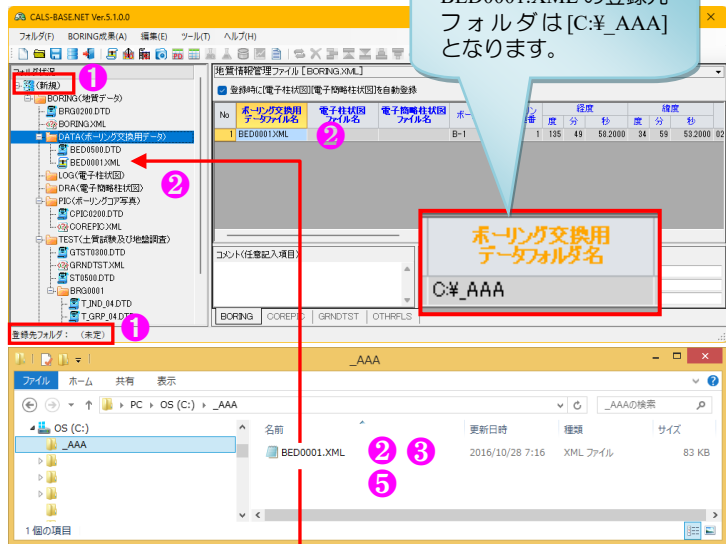 CALS-BASE.NET Ver.5.1.0.0
BED0001.XML の登録先
フォルダは[C:¥_AAA]
となります。
フォルダ(F) BORING成果(A) 編集(E) ツール(T) ヘルプ(H)
フォルダ状況
地質情報管理ファイル [BORING.XML]
登録時に[電子柱状図][電子簡略柱状図]を自動登録
(新規)
BORING(地質データ)
BRG0200.DTD
BORING.XML
DATA(ボーリング交換用データ)
BED0500.DTD
BED0001.XML
LOG(電子柱状図)
DRA(電子簡略柱状図)
PIC(ボーリングコア写真)
CPIC0200.DTD
COREPIC.XML
TEST(土質試験及び地盤調査)
GTST0300.DTD
GRNDTST.XML
ST0500.DTD
BRG0001
T_IND_04.DTD
T_GRP_04.DTD
No ボーリング交換用データファイル名 電子柱状図ファイル名 電子簡略柱状図ファイル名 経度 緯度
度 分 秒 度 分 秒
1 BED0001.XML B-1 1 135 49 58.2000 34 59 53.2000 02
❶
❷
❷
❶
ボーリング交換用
データフォルダ名
C:¥_AAA
コメント(任意記入項目)
BORING COREPIC GRNDTST OTHRFLS
登録先フォルダ: (未定)
_AAA
ファイル ホーム 共有 表示
PC ▸ OS (C:) ▸ _AAA
_AAAの検索
OS (C:)
_AAA
名前 更新日時 種類 サイズ
BED0001.XML ❷ ❸ 2016/10/28 7:16 XML ファイル 83 KB
❺
1 個の項目